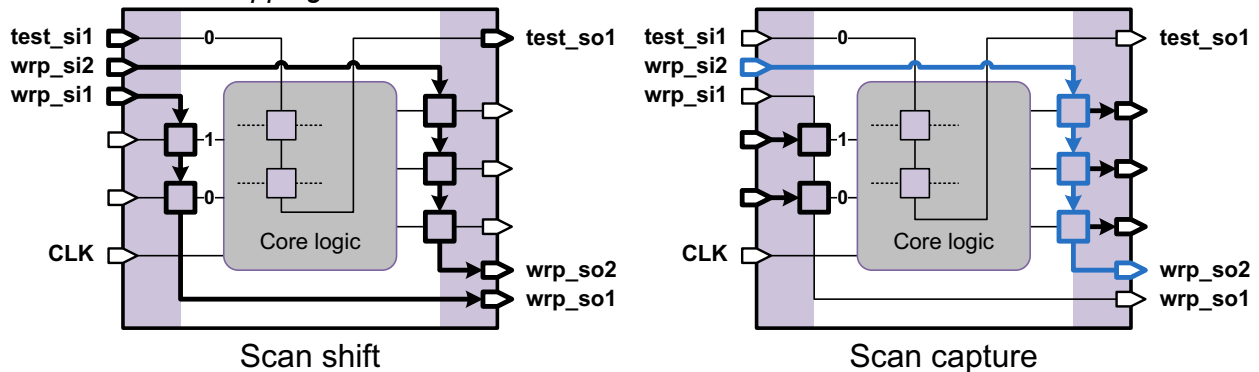 test_si1
wrp_si2
wrp_si1
CLK
0
1
0
Core logic
test_so1
wrp_so2
wrp_so1
Scan shift
test_si1
wrp_si2
wrp_si1
CLK
0
1
0
Core logic
test_so1
wrp_so2
wrp_so1
Scan capture